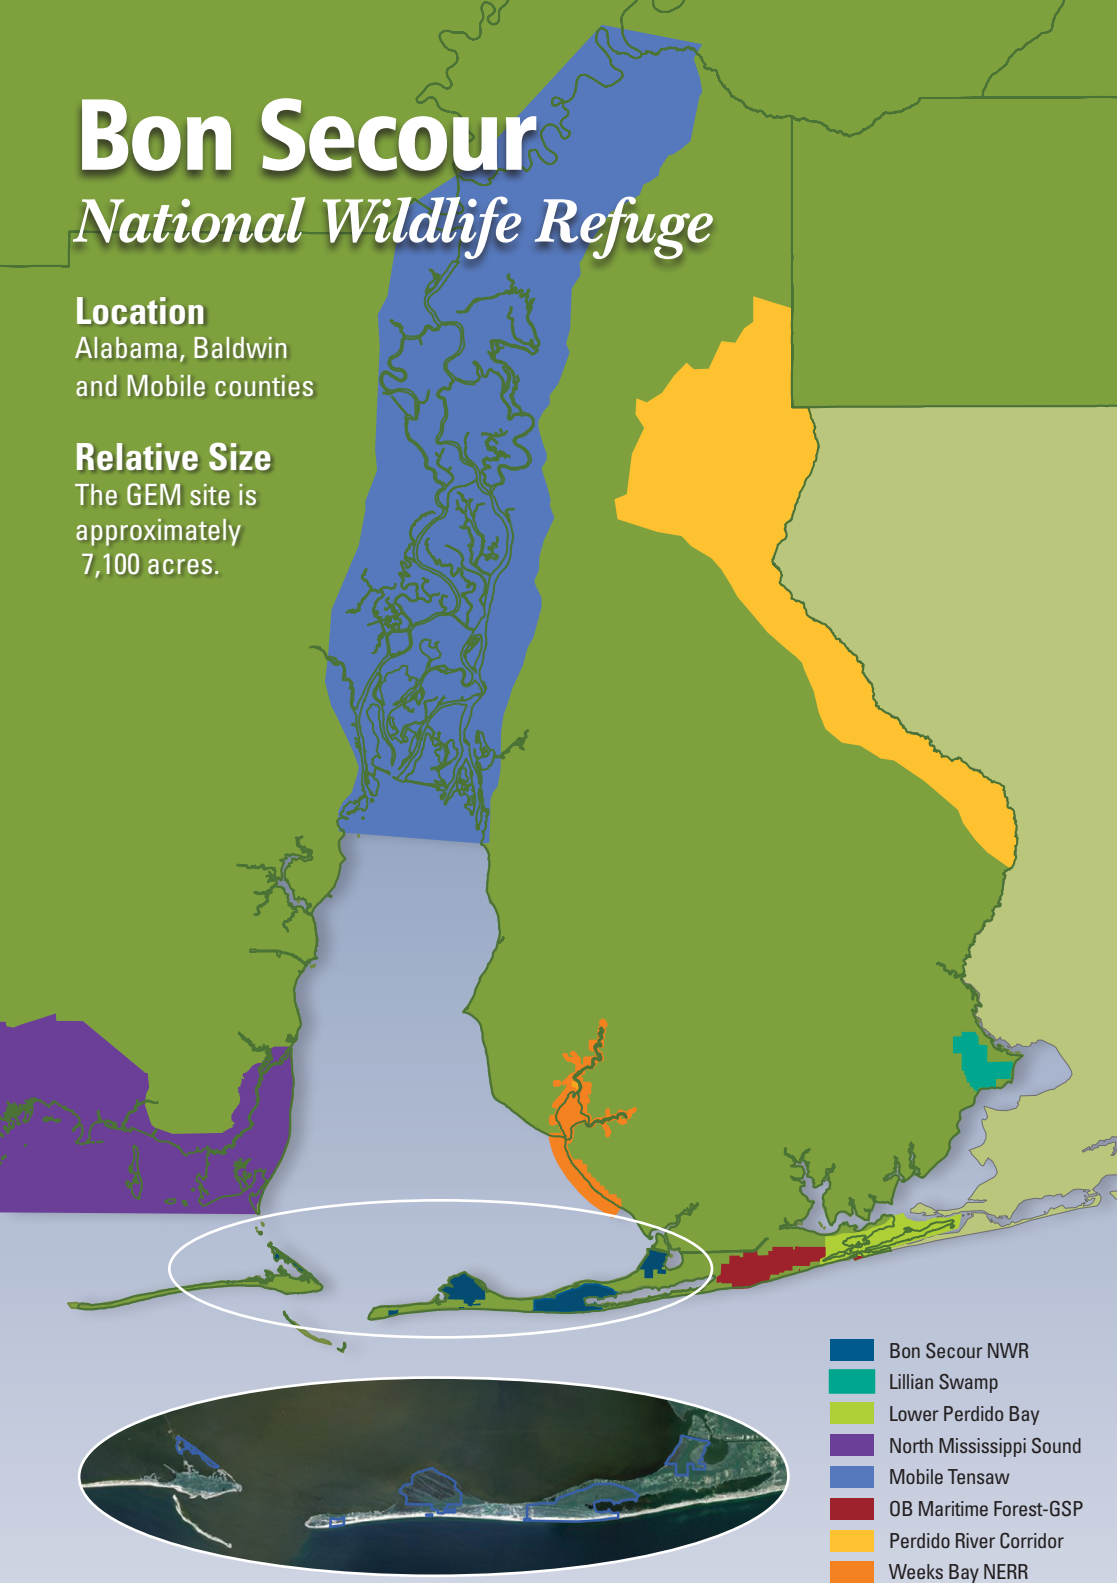 Bon Secour
National Wildlife Refuge
Location
Alabama, Baldwin
and Mobile counties
Relative Size
The GEM site is
approximately
7,100 acres.
Bon Secour NWR
Lillian Swamp
Lower Perdido Bay
North Mississippi Sound
Mobile Tensaw
OB Maritime Forest-GSP
Perdido River Corridor
Weeks Bay NERR